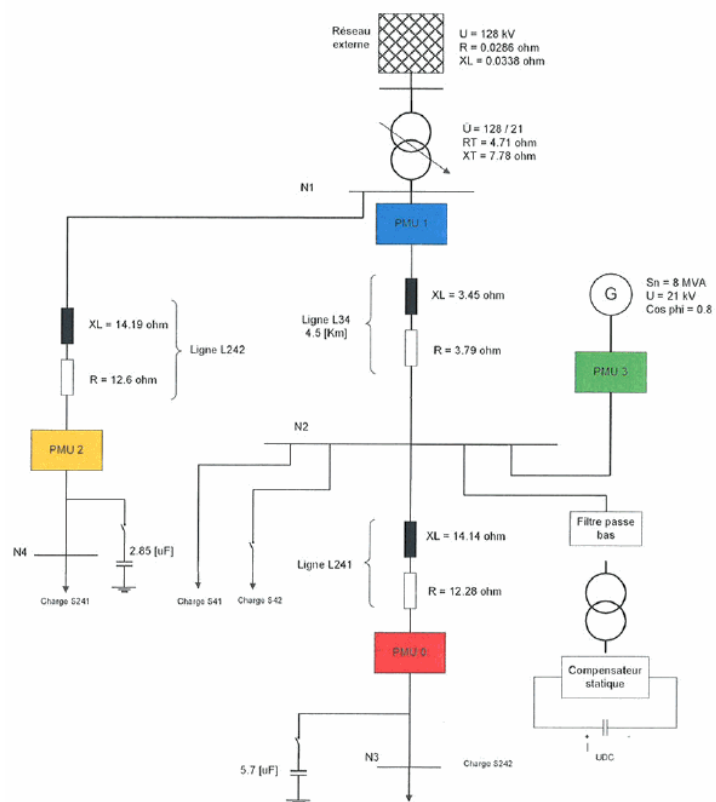 Réseau
externe
U = 128 kV
R = 0.0286 ohm
XL = 0.0338 ohm
Ü = 128 / 21
RT = 4.71 ohm
XT = 7.78 ohm
N1
PMU 1
XL = 3.45 ohm
Ligne L34
4.5 [Km]
R = 3.79 ohm
G
Sn = 8 MVA
U = 21 kV
Cos phi = 0.8
PMU 3
XL = 14.19 ohm
Ligne L242
R = 12.6 ohm
PMU 2
N2
N4
2.85 [uF]
Charge S241
Charge S41
Charge S42
XL = 14.14 ohm
Ligne L241
R = 12.28 ohm
Filtre passe
bas
PMU 0
Compensateur
statique
UDC
5.7 [uF]
N3
Charge S242